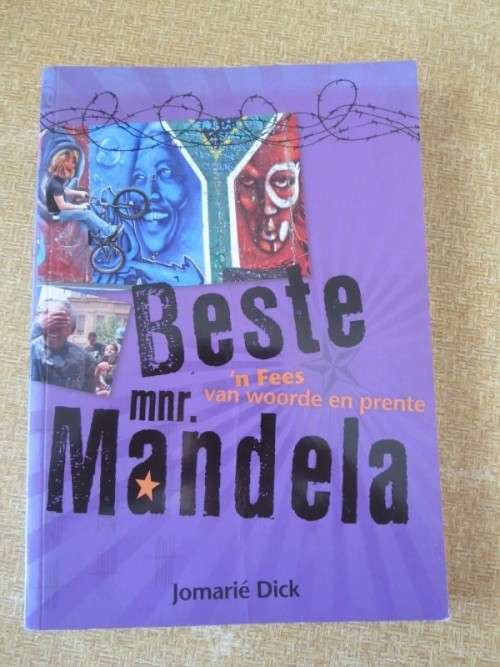 Beste
'n Fees
van woorde en prente
mnr.
Mandela
Jomarié Dick